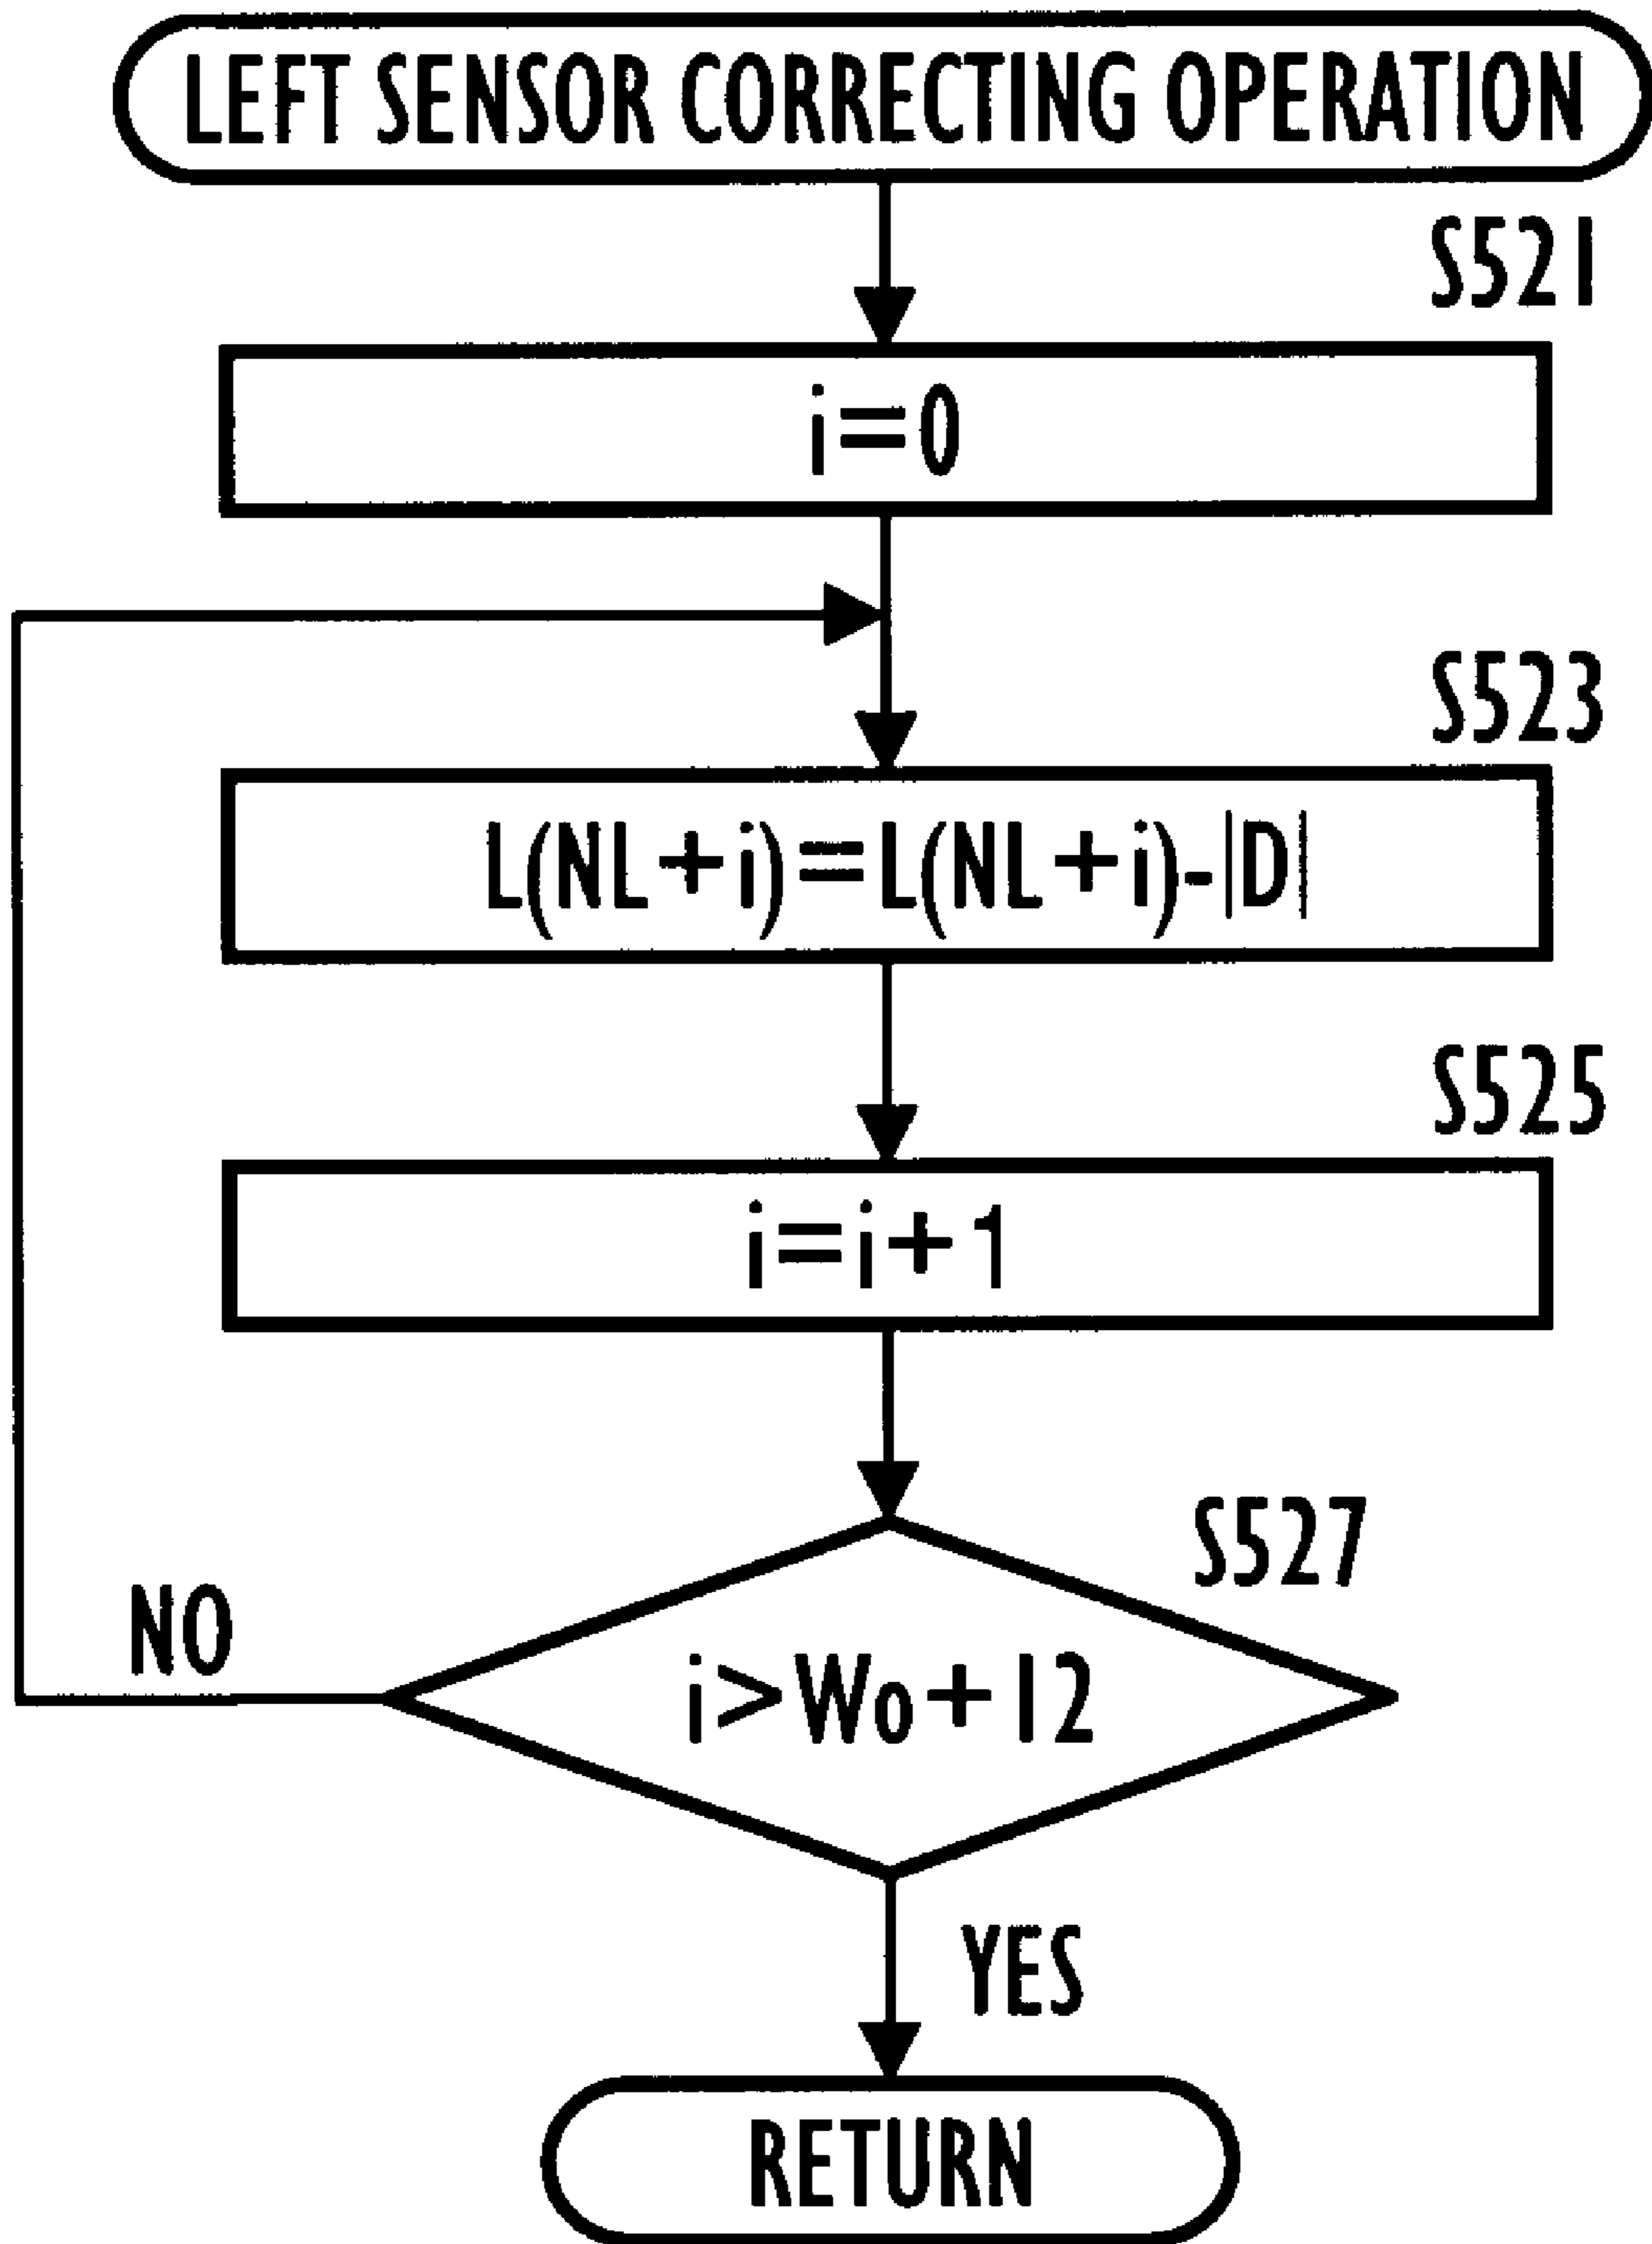 LEFT SENSOR CORRECTING OPERATION
S521
i=0
S523
L(NL+i)=L(NL+i)-|D|
S525
i=i+1
S527
NO
i>Wo+12
YES
RETURN